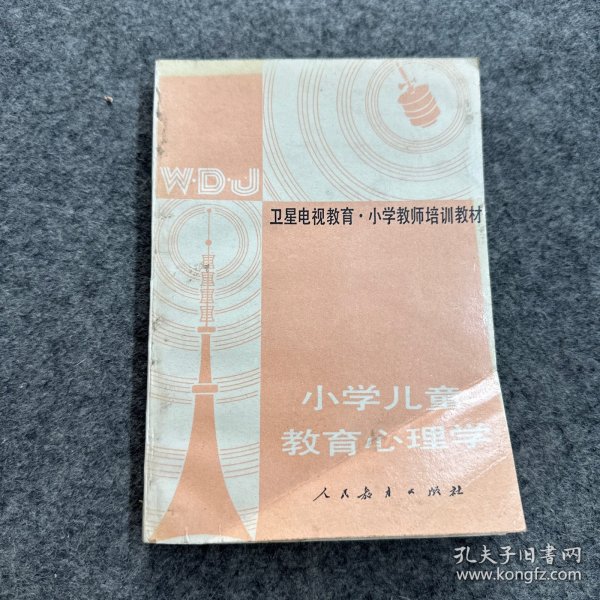 W·D·J
卫星电视教育·小学教师培训教材
小学儿童
教育心理学
人民教育出版社
孔夫子旧书网
www.kongfz.com